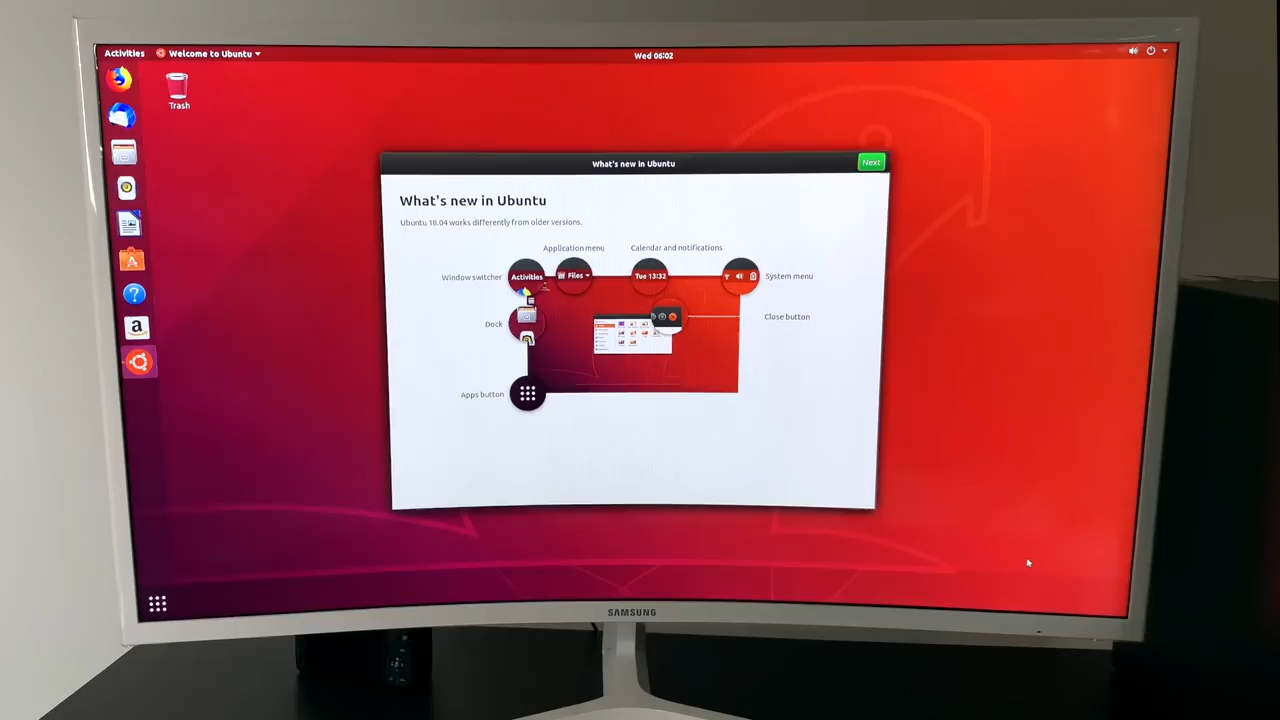 Activities Welcome to Ubuntu
Wed 06:02
Trash
What's new in Ubuntu
Next
What's new in Ubuntu
Ubuntu 18.04 works differently from older versions.
Application menu
Calendar and notifications
Window switcher
Activities
Files
Tue 13:32
System menu
Dock
Close button
Apps button
a
SAMSUNG